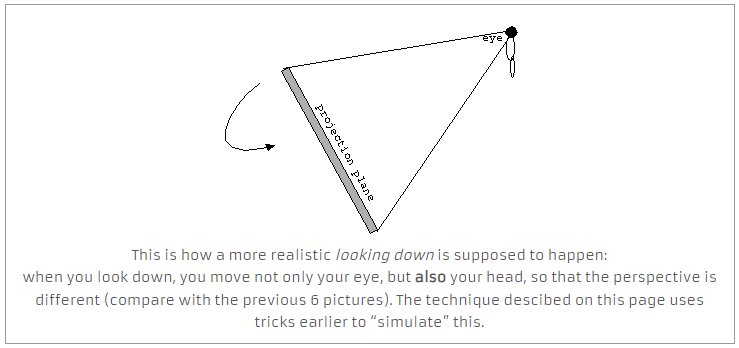 eye
Projection Plane
This is how a more realistic looking down is supposed to happen:
when you look down, you move not only your eye, but also your head, so that the perspective is
different (compare with the previous 6 pictures). The technique descibed on this page uses
tricks earlier to “simulate” this.